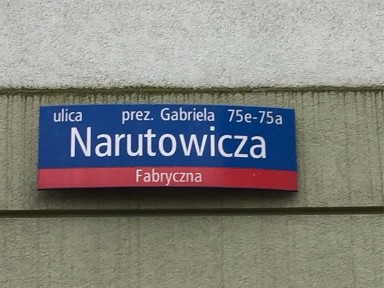 ulica prez. Gabriela 75e-75a
Narutowicza
Fabryczna